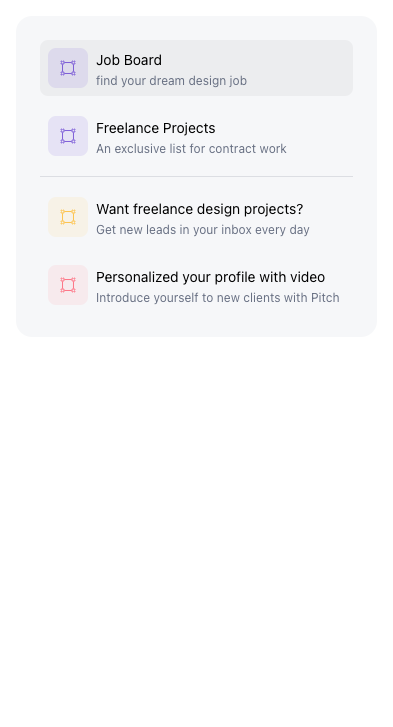 Job Board
find your dream design job
Freelance Projects
An exclusive list for contract work
Want freelance design projects?
Get new leads in your inbox every day
Personalized your profile with video
Introduce yourself to new clients with Pitch